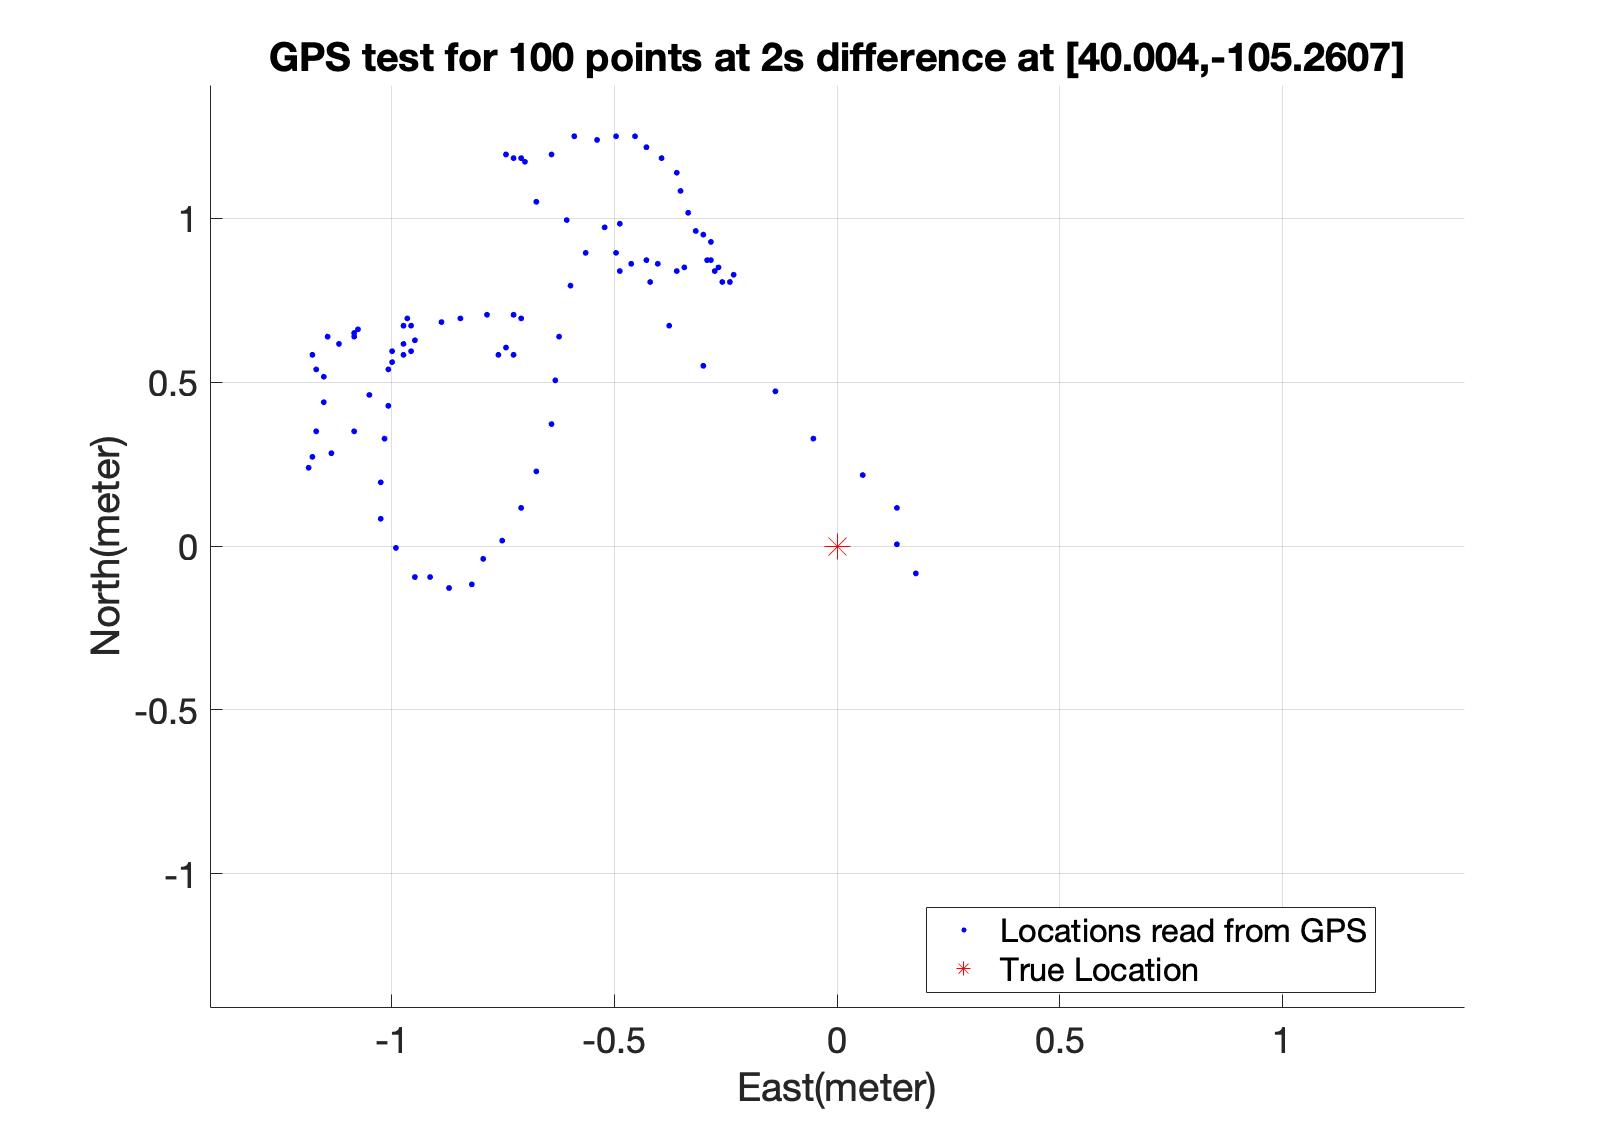 GPS test for 100 points at 2s difference at [40.004,-105.2607]
1
0.5
0
-0.5
-1
North(meter)
Locations read from GPS
True Location
-1
-0.5
0
0.5
1
East(meter)